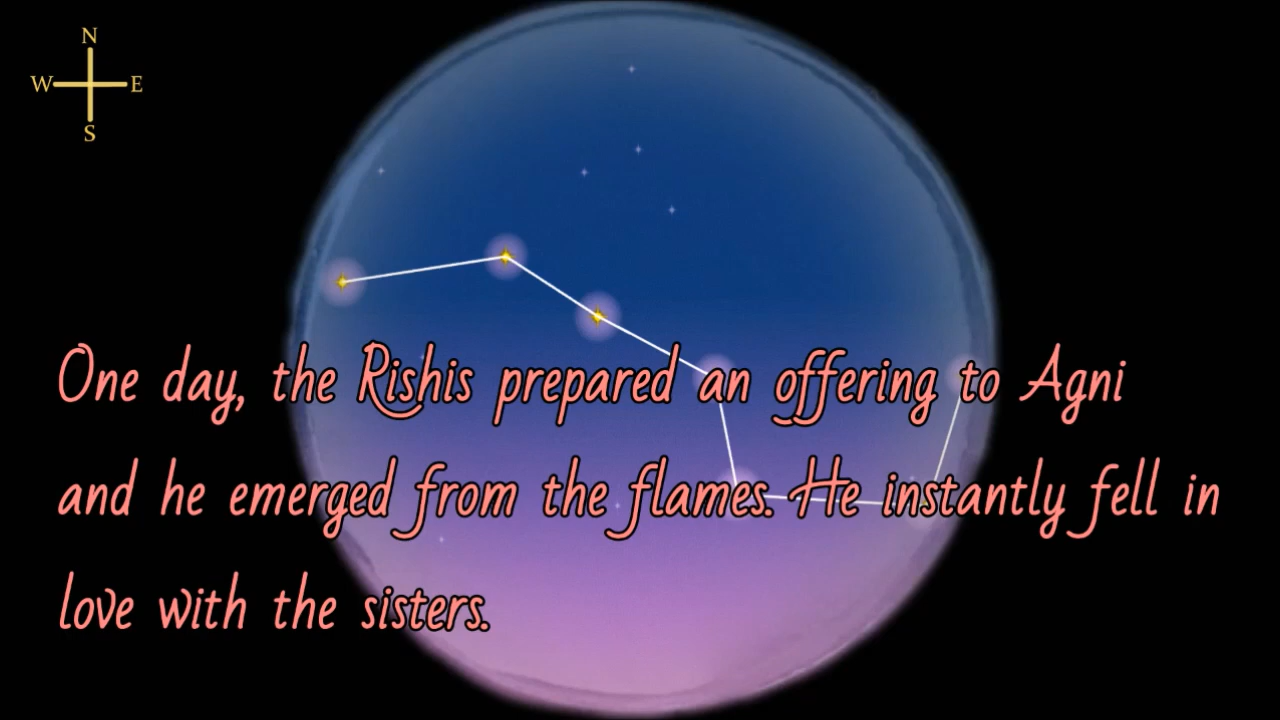 N
W E
S
One day, the Rishis prepared an offering to Agni
and he emerged from the flames. He instantly fell in
love with the sisters.